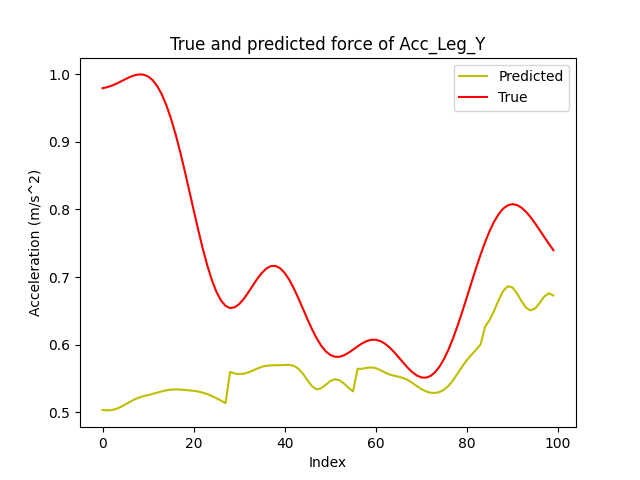 True and predicted force of Acc_Leg_Y
Predicted
True
1.0
0.9
0.8
0.7
0.6
0.5
Acceleration (m/s^2)
0 20 40 60 80 100
Index